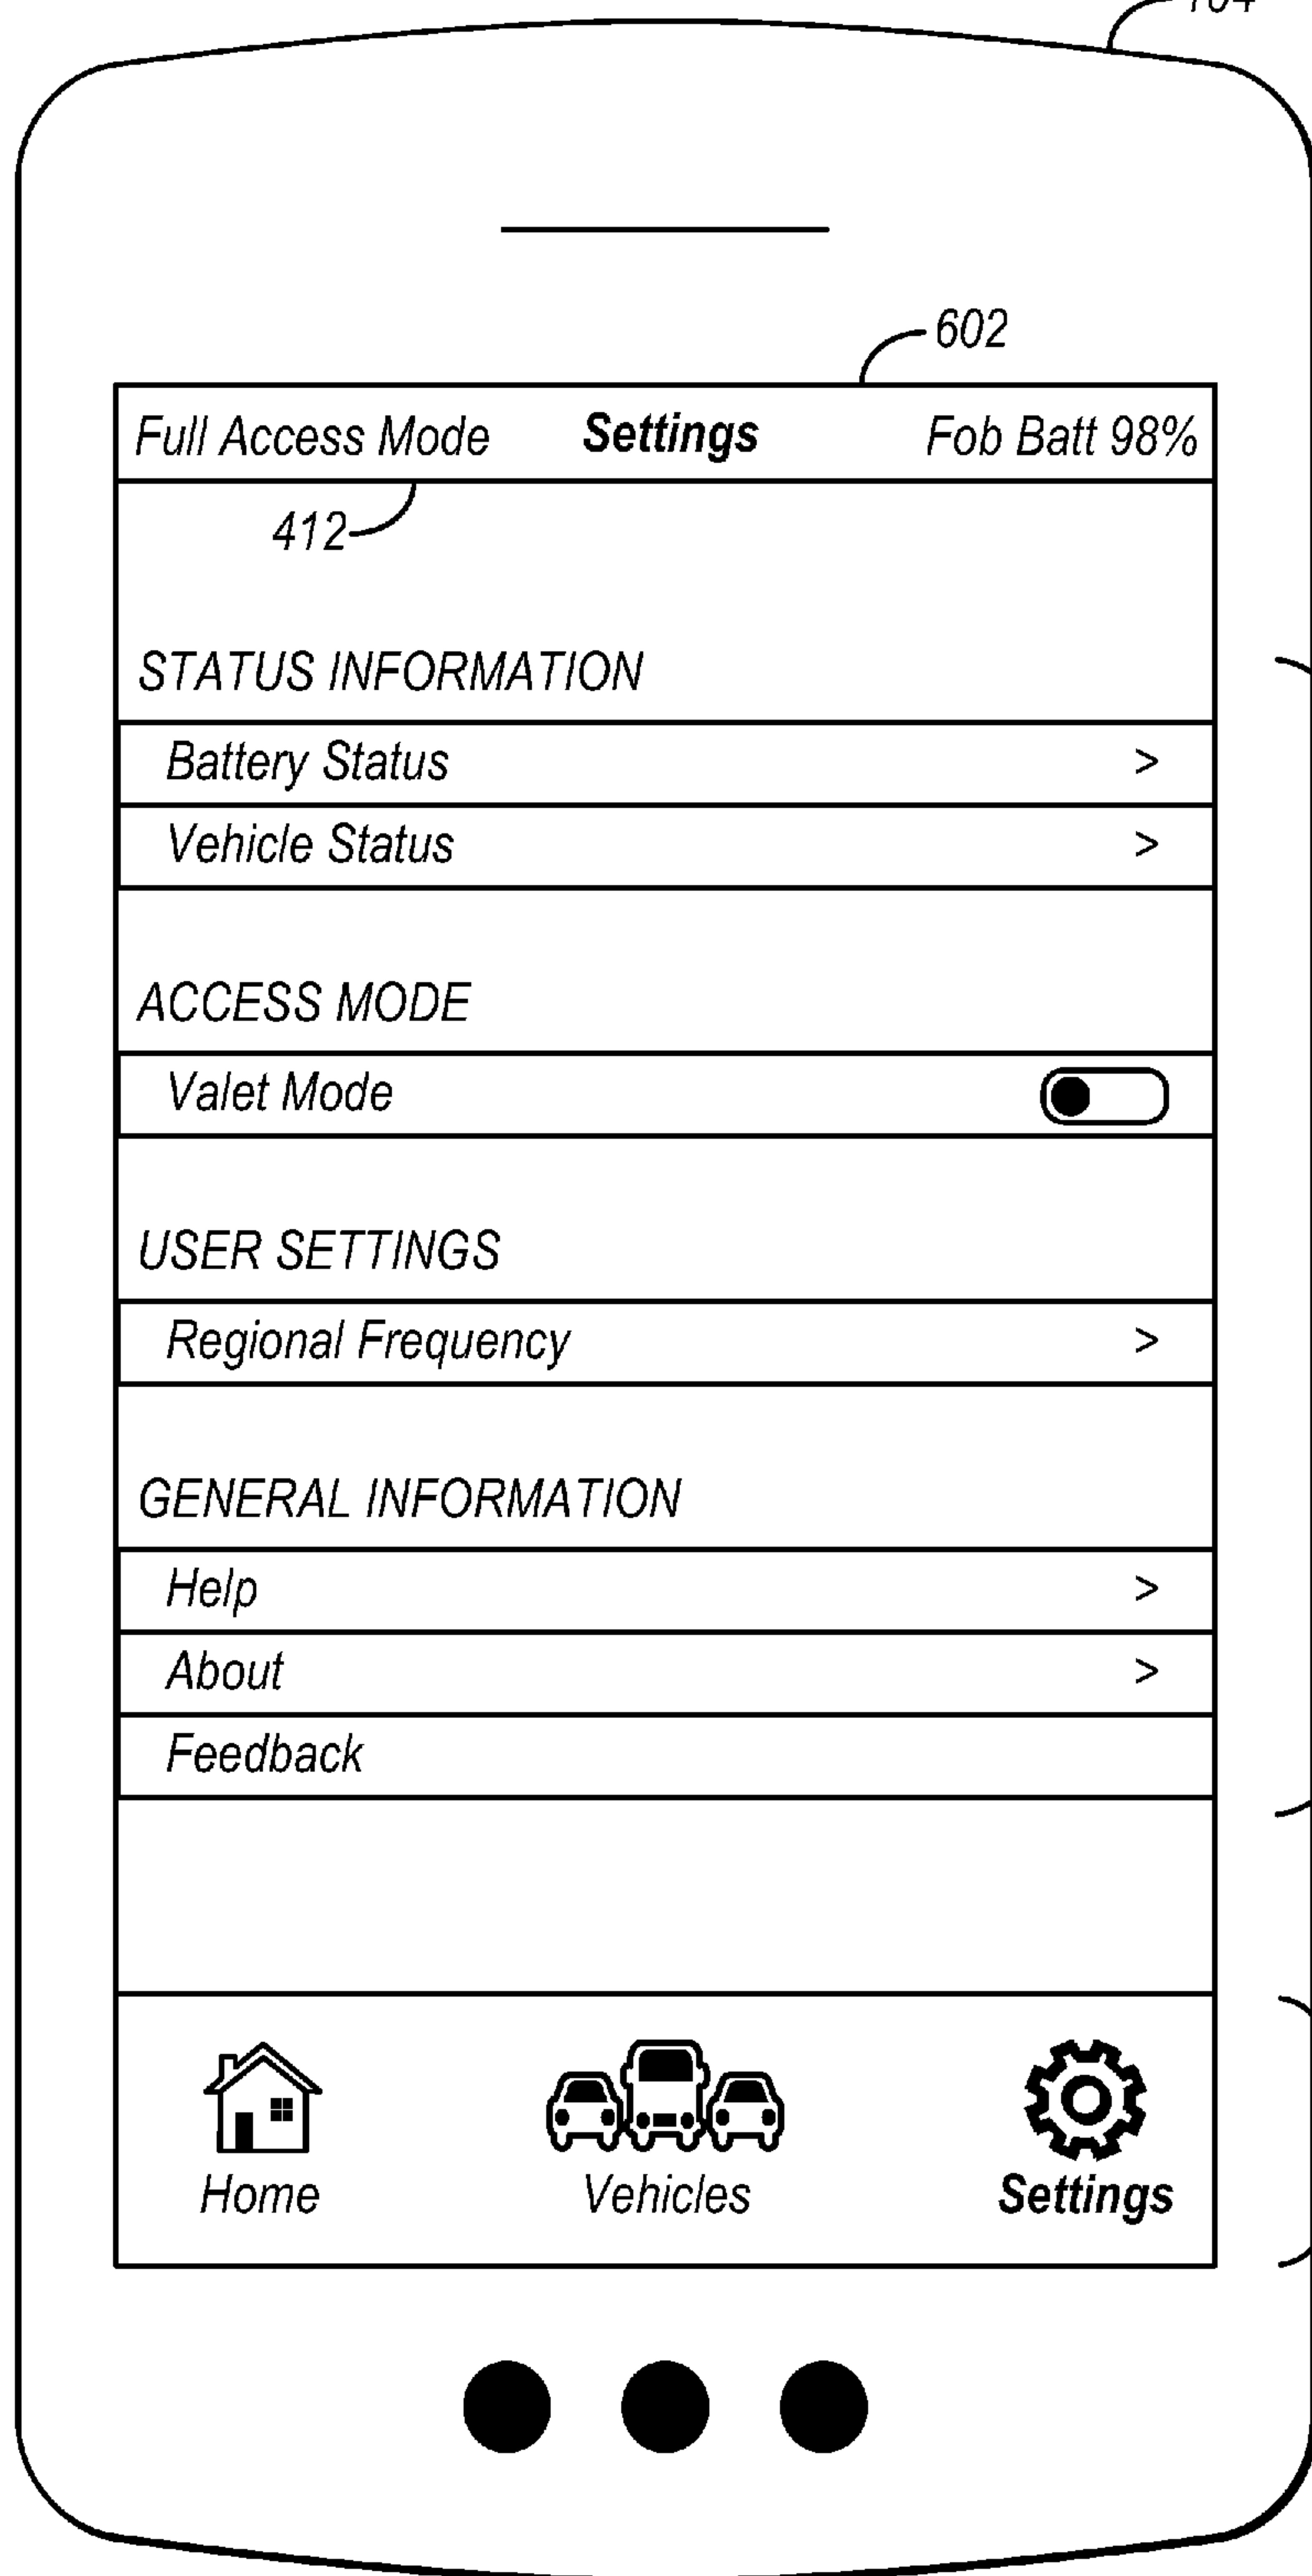 602
Full Access Mode Settings Fob Batt 98%
412
STATUS INFORMATION
Battery Status >
Vehicle Status >
ACCESS MODE
Valet Mode
USER SETTINGS
Regional Frequency >
GENERAL INFORMATION
Help >
About >
Feedback
Home Vehicles Settings